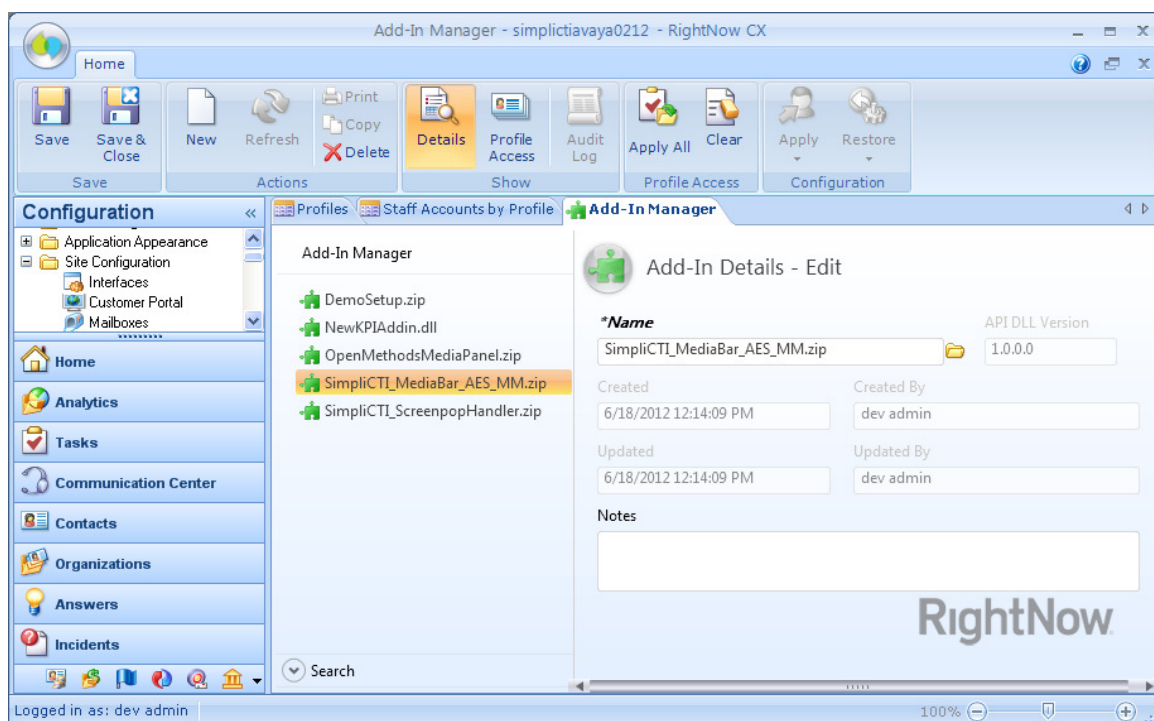 Add-In Manager - simplictiavaya0212 - RightNow CX
Home
Save
Save & Close
New
Refresh
Print
Copy
Delete
Details
Profile Access
Audit Log
Apply All
Clear
Apply
Restore
Save
Actions
Show
Profile Access
Configuration
Configuration
Profiles
Staff Accounts by Profile
Add-In Manager
Application Appearance
Site Configuration
Interfaces
Customer Portal
Mailboxes
Home
Analytics
Tasks
Communication Center
Contacts
Organizations
Answers
Incidents
Add-In Manager
DemoSetup.zip
NewKPIAddin.dll
OpenMethodsMediaPanel.zip
SimpliCTI_MediaBar_AES_MM.zip
SimpliCTI_ScreenpopHandler.zip
Search
Add-In Details - Edit
*Name
API DLL Version
SimpliCTI_MediaBar_AES_MM.zip
1.0.0.0
Created
Created By
6/18/2012 12:14:09 PM
dev admin
Updated
Updated By
6/18/2012 12:14:09 PM
dev admin
Notes
RightNow
Logged in as: dev admin
100%